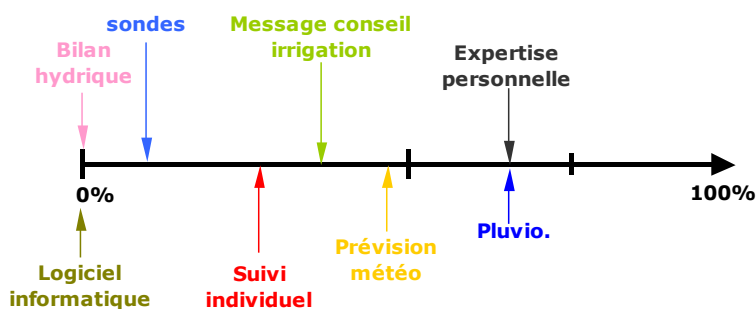 sondes
Bilan
hydrique
Message conseil
irrigation
Expertise
personnelle
0%
100%
Logiciel
informatique
Suivi
individuel
Prévision
météo
Pluvio.